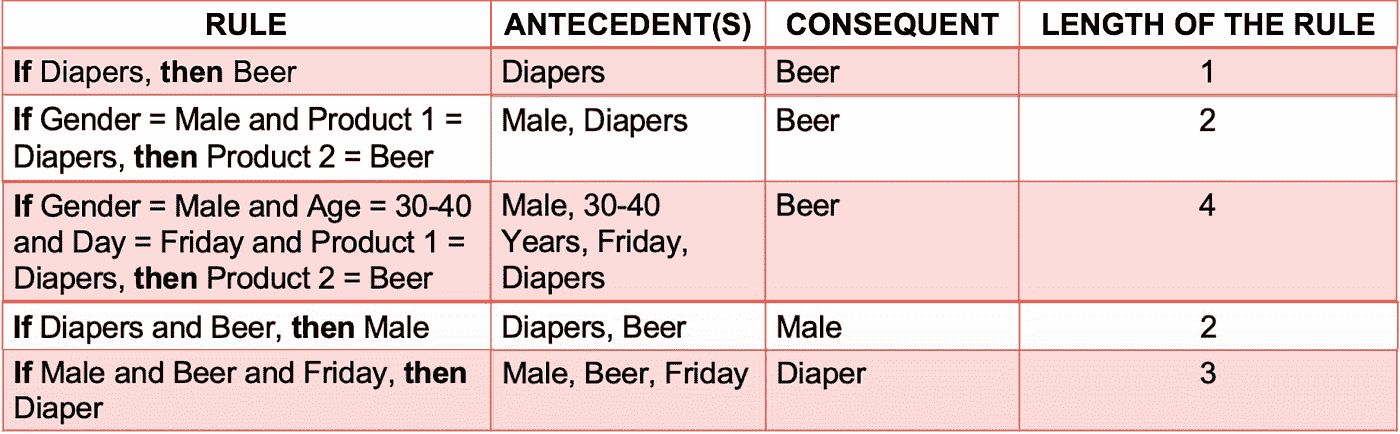 RULE ANTECEDENT(S) CONSEQUENT LENGTH OF THE RULE
If Diapers, then Beer Diapers Beer 1
If Gender = Male and Product 1 = Male, Diapers Beer 2
Diapers, then Product 2 = Beer
If Gender = Male and Age = 30-40 Male, 30-40 Beer 4
and Day = Friday and Product 1 = Years, Friday,
Diapers, then Product 2 = Beer Diapers
If Diapers and Beer, then Male Diapers, Beer Male 2
If Male and Beer and Friday, then Male, Beer, Friday Diaper 3
Diaper